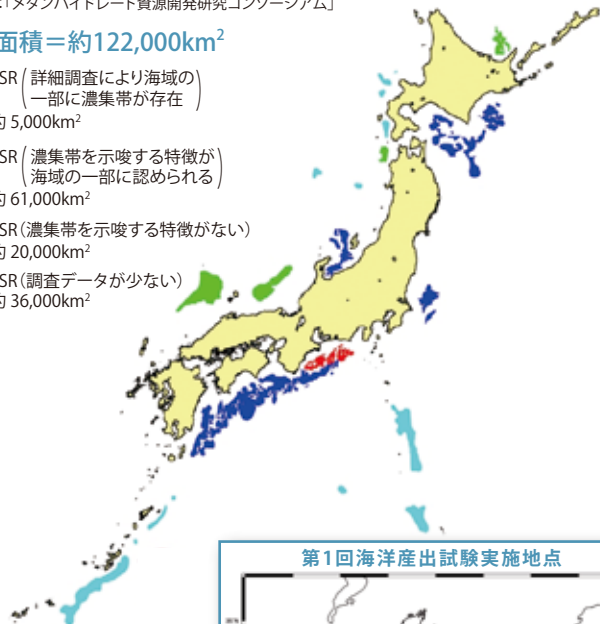 「メタンハイドレート資源開発研究コンソーシアム」
面積＝約122,000km²
SR（詳細調査により海域の
一部に濃集帯が存在）
約 5,000km²
SR（濃集帯を示唆する特徴が
海域の一部に認められる）
約 61,000km²
SR（濃集帯を示唆する特徴がない）
約 20,000km²
SR（調査データが少ない）
約 36,000km²
第1回海洋産出試験実施地点